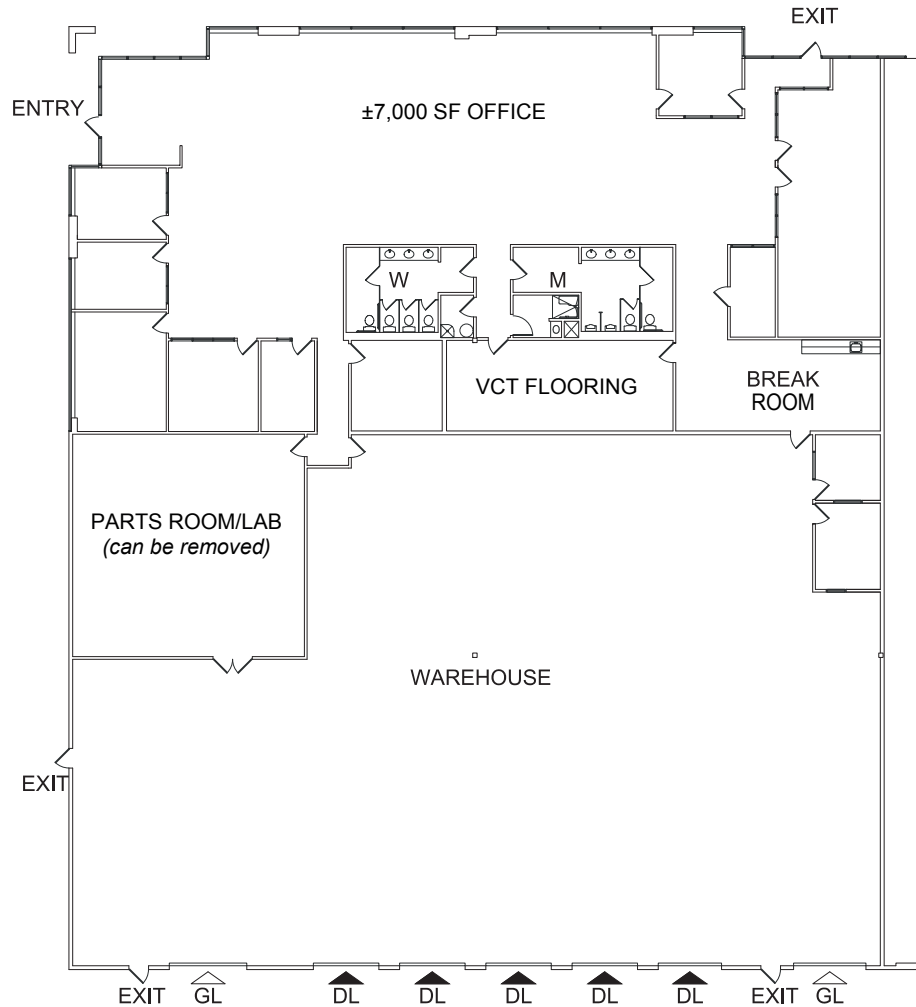 EXIT
ENTRY
±7,000 SF OFFICE
W
M
VCT FLOORING
BREAK
ROOM
PARTS ROOM/LAB
(can be removed)
WAREHOUSE
EXIT
EXIT GL DL DL DL DL DL EXIT GL